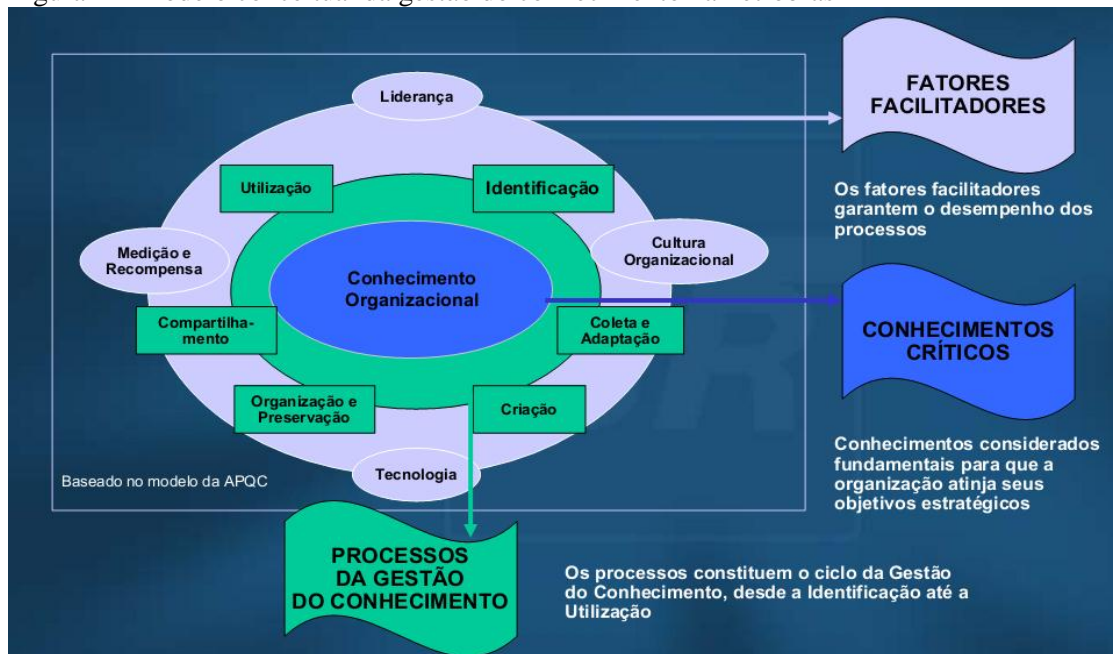 Liderança
FATORES
FACILITADORES
Utilização
Identificação
Os fatores facilitadores
garantem o desempenho dos
processos
Medição e
Recompensa
Cultura
Organizacional
Conhecimento
Organizacional
Compartilha-
mento
Coleta e
Adaptação
CONHECIMENTOS
CRÍTICOS
Organização e
Preservação
Criação
Tecnologia
Baseado no modelo da APQC
Conhecimentos considerados
fundamentais para que a
organização atinja seus
objetivos estratégicos
PROCESSOS
DA GESTÃO
DO CONHECIMENTO
Os processos constituem o ciclo da Gestão
do Conhecimento, desde a Identificação até a
Utilização